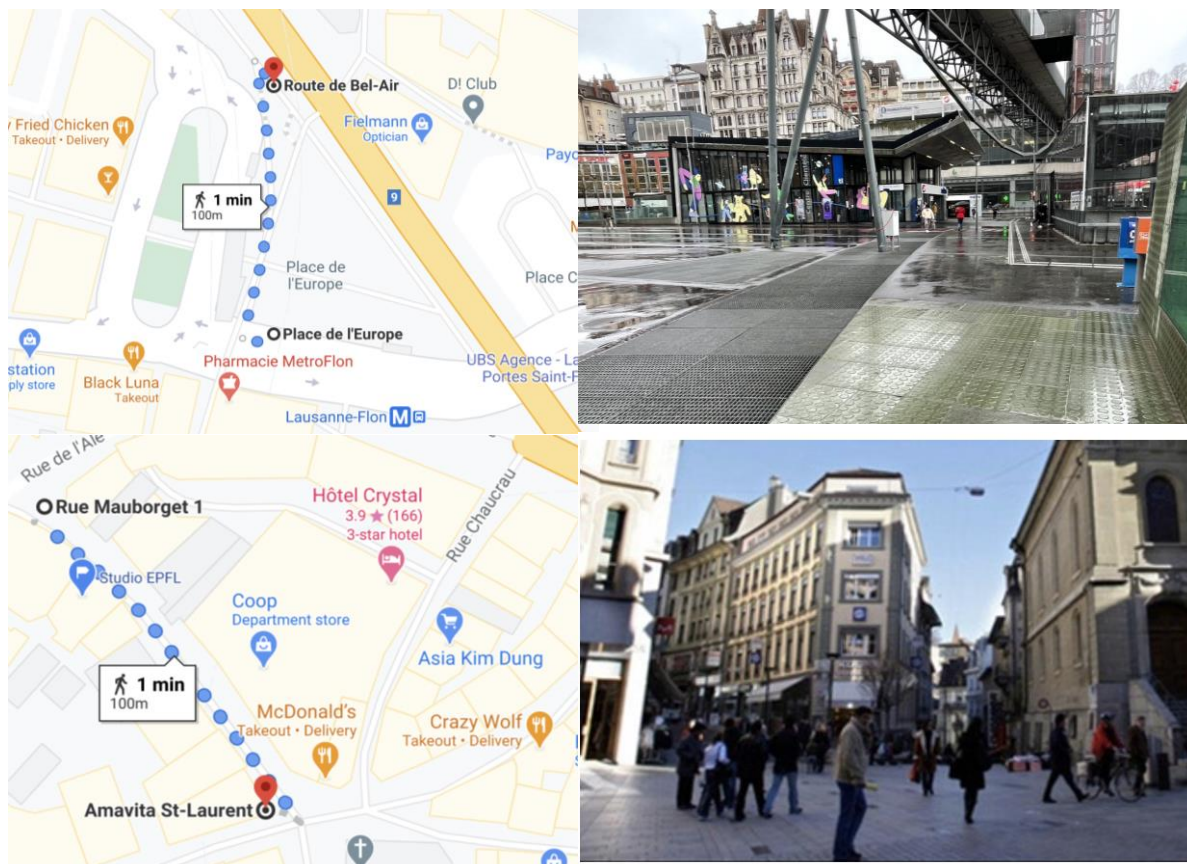 Route de Bel-Air
D! Club
Fielmann
Optician
y Fried Chicken
Takeout • Delivery
Payo
1 min
100m
9
Place de
l'Europe
Place C
Place de l'Europe
station
ply store
Black Luna
Takeout
Pharmacie MetroFlon
UBS Agence - La
Portes Saint-F
Lausanne-Flon M
Rue de l'Ale
Rue Mauborget 1
Studio EPFL
Hôtel Crystal
3.9 ★ (166)
3-star hotel
Rue Chaucrau
Coop
Department store
Asia Kim Dung
1 min
100m
McDonald's
Takeout • Delivery
Crazy Wolf
Takeout • Delivery
Amavita St-Laurent